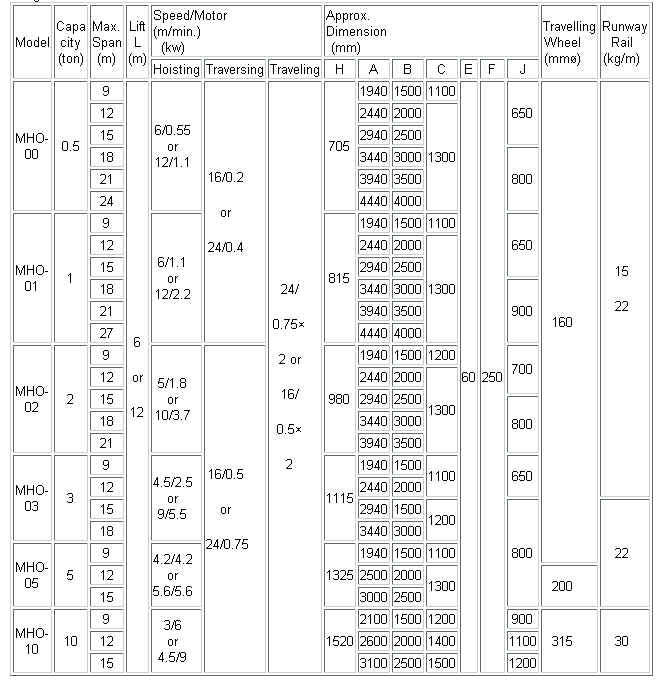 Model Capa city (ton) Max. Span (m) Lift L (m) Speed/Motor (m/min.) (kw) Approx. Dimension (mm) Travelling Wheel (mmø) Runway Rail (kg/m)
Hoisting Traversing Traveling H A B C E F J
MHO-00 0.5 9 6 or 12 6/0.55 or 12/1.1 16/0.2 or 24/0.4 24/0.75×2 or 16/0.5×2 705 1940 1500 1100 60 250 650 160 15 22
12 2440 2000 1300
15 2940 2500
18 3440 3000 800
21 3940 3500
24 4440 4000
MHO-01 1 9 6/1.1 or 12/2.2 815 1940 1500 1100 650
12 2440 2000 1300
15 2940 2500
18 3440 3000 900
21 3940 3500
27 4440 4000
MHO-02 2 9 5/1.8 or 10/3.7 16/0.5 or 24/0.75 980 1940 1500 1200 700
12 2440 2000 1300
15 2940 2500 800
18 3440 3000
21 3940 3500
MHO-03 3 9 4.5/2.5 or 9/5.5 1115 1940 1500 1100 650
12 2440 2000
15 2940 1500 1200 800 22
18 3440 3000
MHO-05 5 9 4.2/4.2 or 5.6/5.6 1325 1940 1500 1100
12 2500 2000 1300 200
15 3000 2500
MHO-10 10 9 3/6 or 4.5/9 1520 2100 1500 1200 900 315 30
12 2600 2000 1400 1100
15 3100 2500 1500 1200